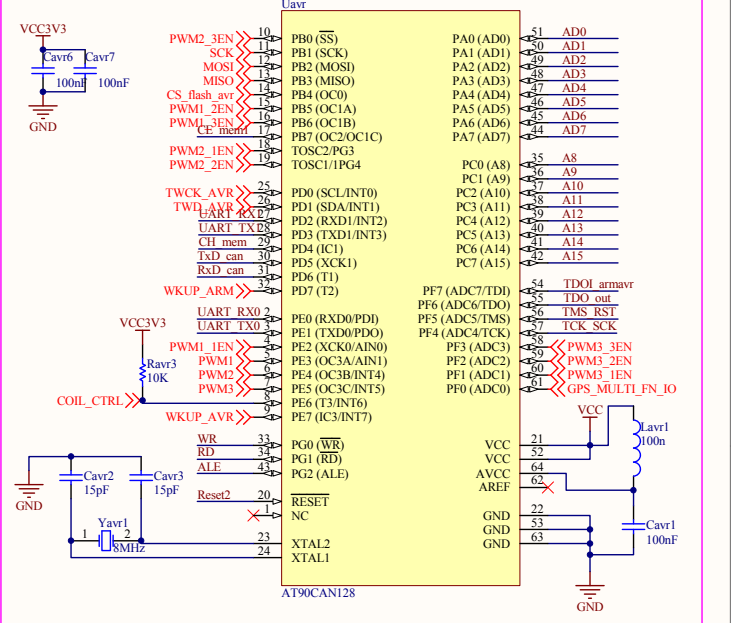 Uavr
VCC3V3
Cavr6 Cavr7
100nF 100nF
GND
PWM2_3EN 10 PB0 (SS)
SCK 11 PB1 (SCK)
MOSI 12 PB2 (MOSI)
MISO 13 PB3 (MISO)
CS_flash_avr 14 PB4 (OC0)
PWM1_2EN 15 PB5 (OC1A)
PWM1_3EN 16 PB6 (OC1B)
CE_mem1 17 PB7 (OC2/OC1C)
PWM2_1EN 18 TOSC2/PG3
PWM2_2EN 19 TOSC1/1PG4
TWCK_AVR 25 PD0 (SCL/INT0)
TWD_AVR 26 PD1 (SDA/INT1)
UART_RX1 27 PD2 (RXD1/INT2)
UART_TX1 28 PD3 (TXD1/INT3)
CH_mem 29 PD4 (IC1)
TxD_can 30 PD5 (XCK1)
RxD_can 31 PD6 (T1)
WKUP_ARM 32 PD7 (T2)
UART_RX0 2 PE0 (RXD0/PDI)
UART_TX0 3 PE1 (TXD0/PDO)
PWM1_1EN 4 PE2 (XCK0/AIN0)
PWM1 5 PE3 (OC3A/AIN1)
PWM2 6 PE4 (OC3B/INT4)
PWM3 7 PE5 (OC3C/INT5)
COIL_CTRL 8 PE6 (T3/INT6)
WKUP_AVR 9 PE7 (IC3/INT7)
VCC3V3
Ravr3
10K
WR 33 PG0 (WR)
RD 34 PG1 (RD)
ALE 43 PG2 (ALE)
Reset2 20 RESET
1 NC
23 XTAL2
24 XTAL1
Cavr2 Cavr3
15pF 15pF
GND
Yavr1
1 2
8MHz
PA0 (AD0) 51 AD0
PA1 (AD1) 50 AD1
PA2 (AD2) 49 AD2
PA3 (AD3) 48 AD3
PA4 (AD4) 47 AD4
PA5 (AD5) 46 AD5
PA6 (AD6) 45 AD6
PA7 (AD7) 44 AD7
PC0 (A8) 35 A8
PC1 (A9) 36 A9
PC2 (A10) 37 A10
PC3 (A11) 38 A11
PC4 (A12) 39 A12
PC5 (A13) 40 A13
PC6 (A14) 41 A14
PC7 (A15) 42 A15
PF7 (ADC7/TDI) 54 TDOI_armavr
PF6 (ADC6/TDO) 55 TDO_out
PF5 (ADC5/TMS) 56 TMS_RST
PF4 (ADC4/TCK) 57 TCK_SCK
PF3 (ADC3) 58 PWM3_3EN
PF2 (ADC2) 59 PWM3_2EN
PF1 (ADC1) 60 PWM3_1EN
PF0 (ADC0) 61 GPS_MULTI_FN_IO
VCC
Lavr1
100n
VCC 21
VCC 52
AVCC 64
AREF 62
GND 22
GND 53
GND 63
Cavr1
100nF
GND
AT90CAN128